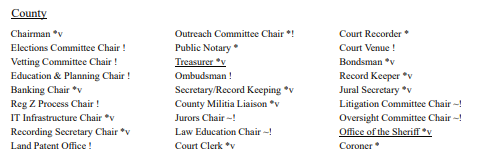 County
Chairman *v
Elections Committee Chair !
Vetting Committee Chair !
Education & Planning Chair !
Banking Chair *v
Reg Z Process Chair !
IT Infrastructure Chair *v
Recording Secretary Chair *v
Land Patent Office !
Outreach Committee Chair *!
Public Notary *
Treasurer *v
Ombudsman !
Secretary/Record Keeping *v
County Militia Liaison *v
Jurors Chair ~!
Law Education Chair ~!
Court Clerk *v
Court Recorder *
Court Venue !
Bondsman *v
Record Keeper *v
Jural Secretary *v
Litigation Committee Chair ~!
Oversight Committee Chair ~!
Office of the Sheriff *v
Coroner *